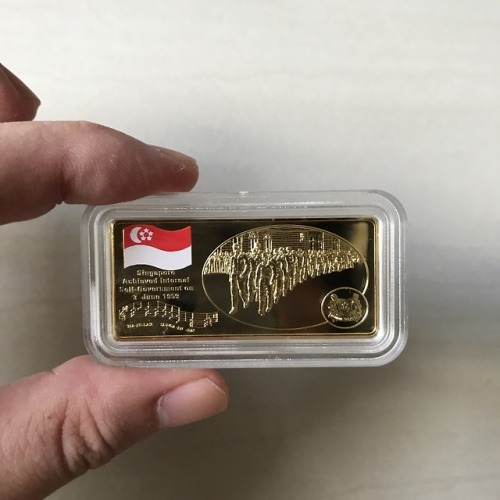 Singapore
Achieved Internal
Self-Government on
3 June 1959